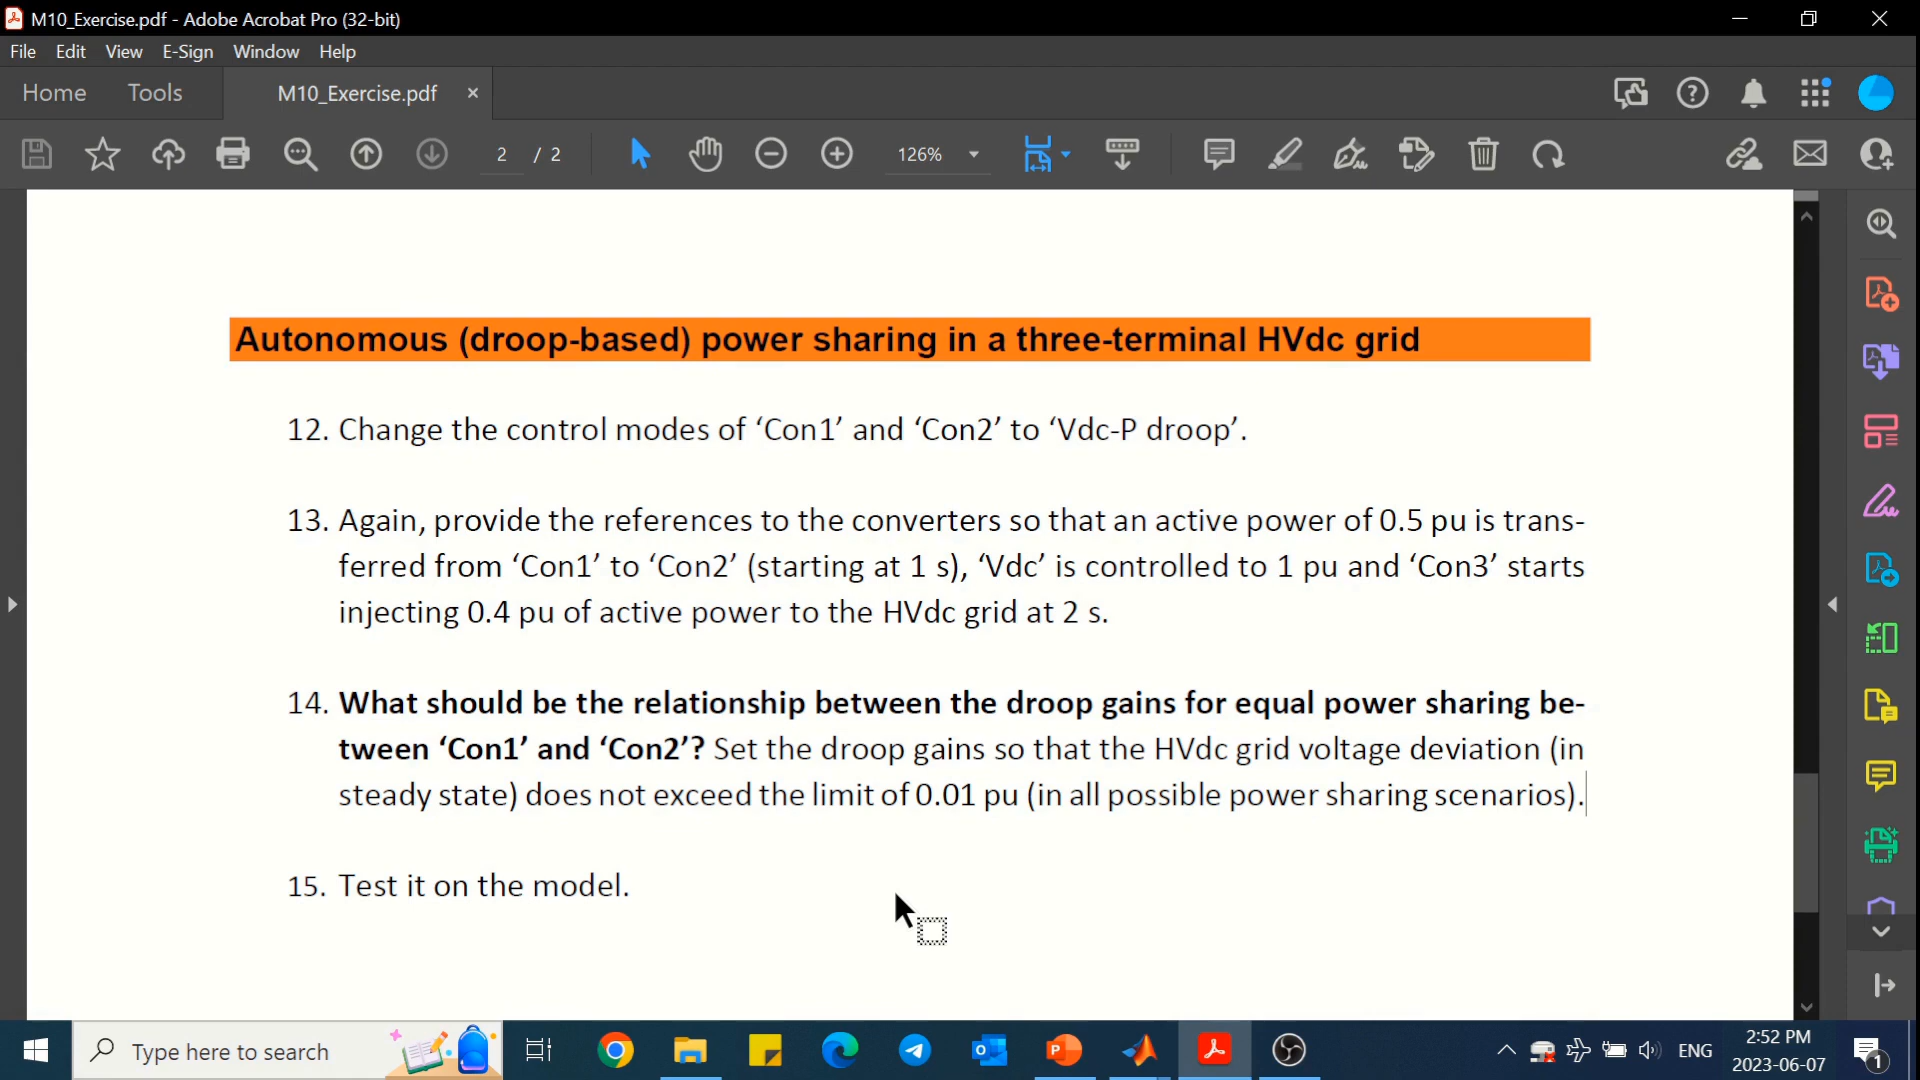 M10_Exercise.pdf - Adobe Acrobat Pro (32-bit)
File Edit View E-Sign Window Help
Home Tools M10_Exercise.pdf ×
2 / 2 126%
Autonomous (droop-based) power sharing in a three-terminal HVdc grid
12. Change the control modes of ‘Con1’ and ‘Con2’ to ‘Vdc-P droop’.
13. Again, provide the references to the converters so that an active power of 0.5 pu is trans-
ferred from ‘Con1’ to ‘Con2’ (starting at 1 s), ‘Vdc’ is controlled to 1 pu and ‘Con3’ starts
injecting 0.4 pu of active power to the HVdc grid at 2 s.
14. What should be the relationship between the droop gains for equal power sharing be-
tween ‘Con1’ and ‘Con2’? Set the droop gains so that the HVdc grid voltage deviation (in
steady state) does not exceed the limit of 0.01 pu (in all possible power sharing scenarios).
15. Test it on the model.
Type here to search
ENG
2:52 PM
2023-06-07
1